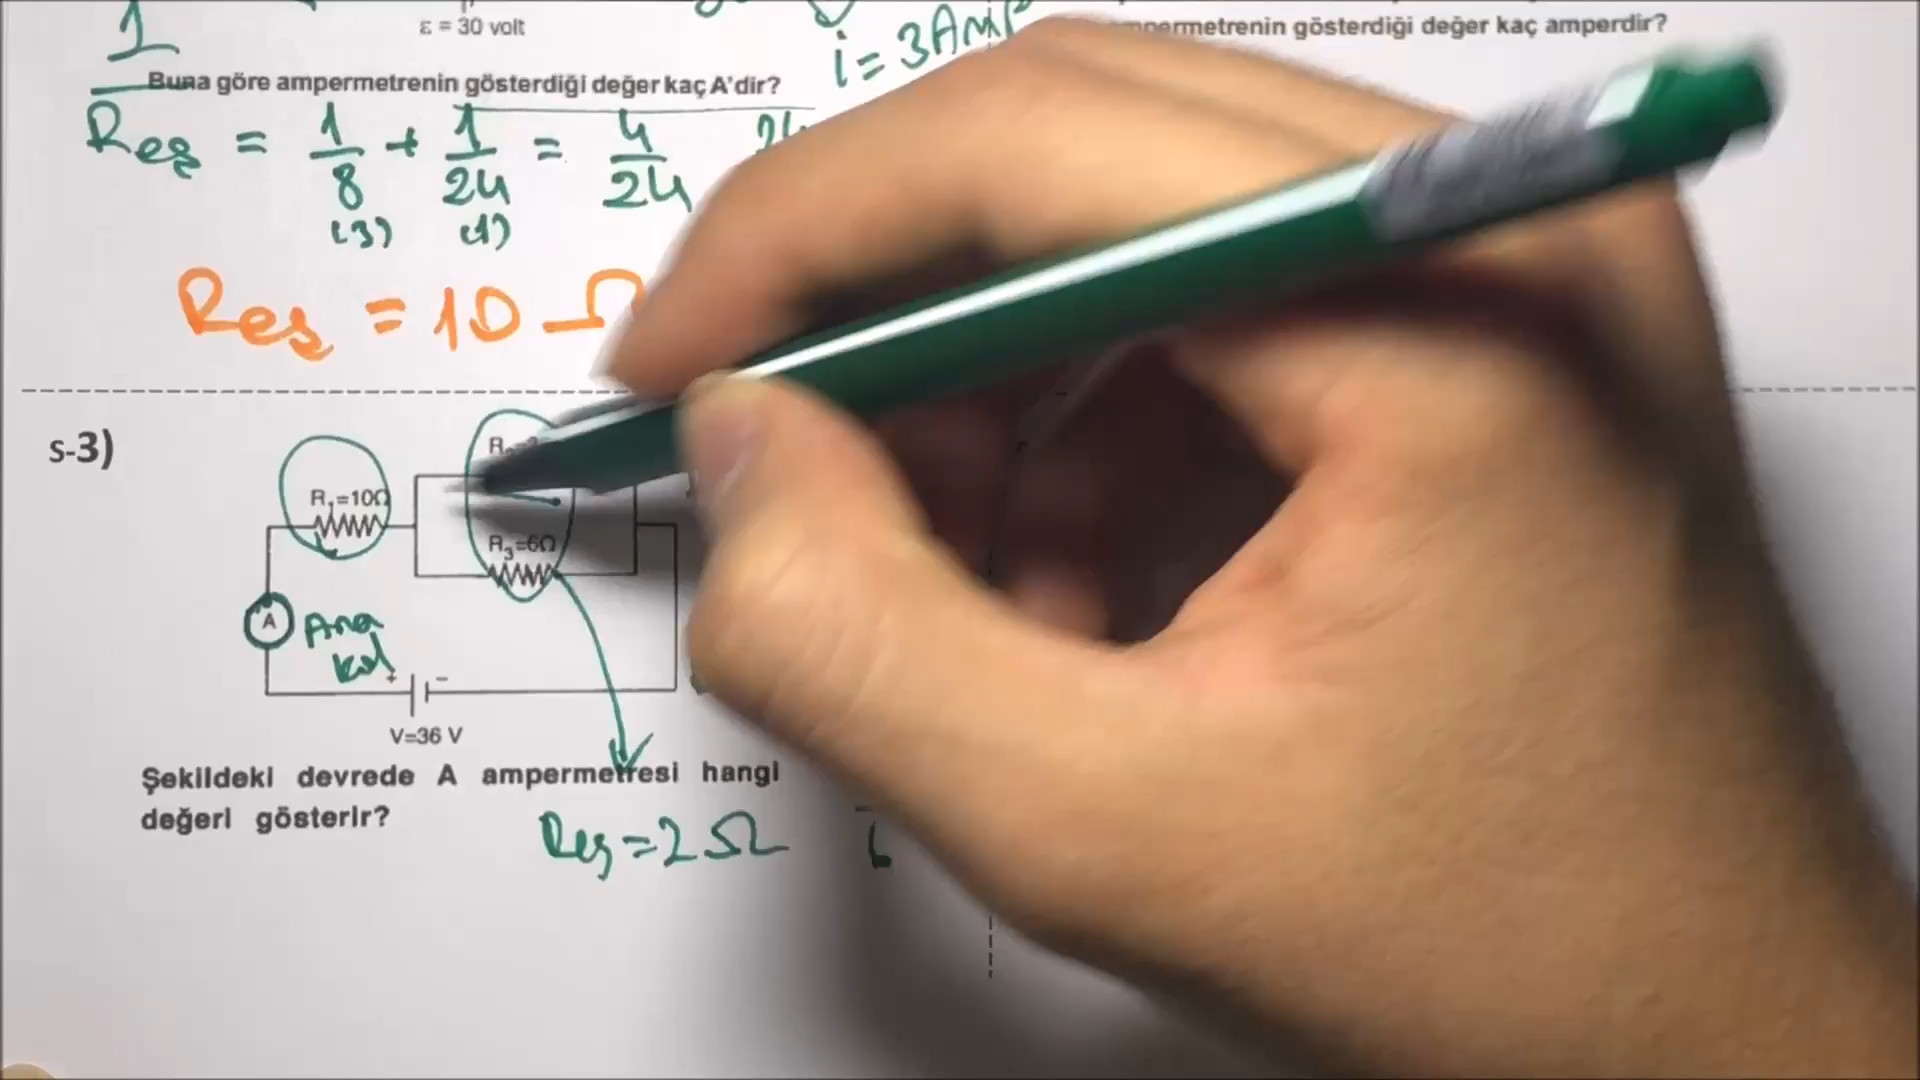 1
ε = 30 volt
i = 3 Am
ampermetrenin gösterdiği değer kaç amperdir?
Buna göre ampermetrenin gösterdiği değer kaç A'dir?
Reş = 1/8 + 1/24 = 4/24
(3) (1)
Reş = 10 Ω
s-3)
R₁=10Ω
R₃=6Ω
A
Ana
kol
+ -
V=36 V
Şekildeki devrede A ampermetresi hangi
değeri gösterir?
Reş = 2 Ω